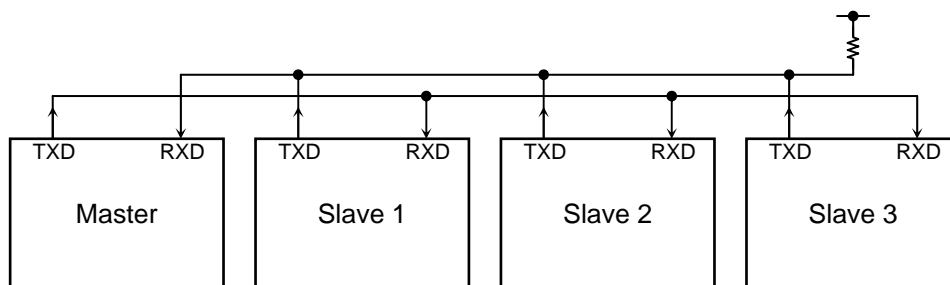 TXD RXD TXD RXD TXD RXD TXD RXD
Master Slave 1 Slave 2 Slave 3